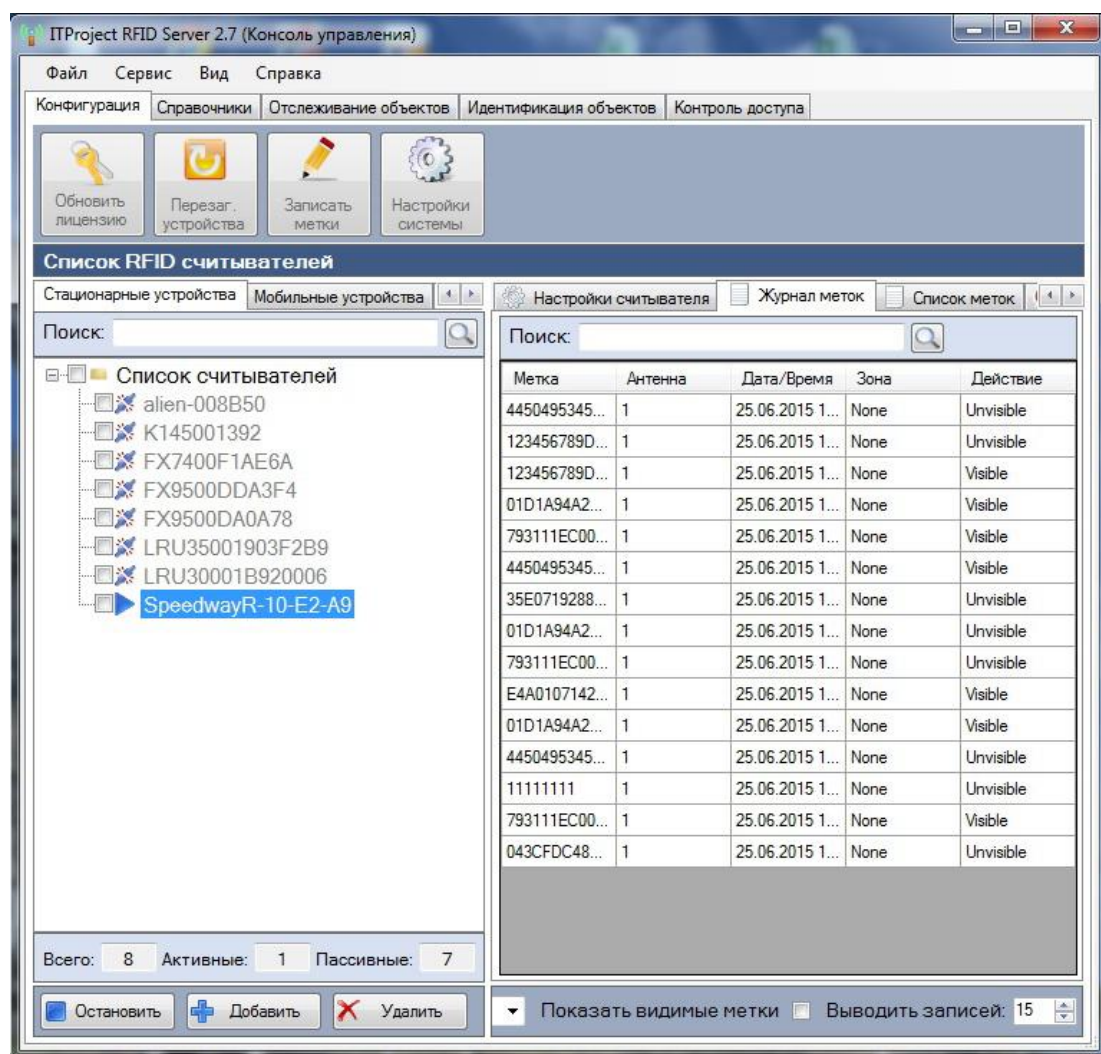 ITProject RFID Server 2.7 (Консоль управления)
Файл Сервис Вид Справка
Конфигурация Справочники Отслеживание объектов Идентификация объектов Контроль доступа
Обновить лицензию
Перезаг. устройства
Записать метки
Настройки системы
Список RFID считывателей
Стационарные устройства Мобильные устройства
Поиск:
Список считывателей
alien-008B50
K145001392
FX7400F1AE6A
FX9500DDA3F4
FX9500DA0A78
LRU35001903F2B9
LRU30001B920006
SpeedwayR-10-E2-A9
Всего: 8 Активные: 1 Пассивные: 7
Остановить Добавить Удалить
Настройки считывателя Журнал меток Список меток
Поиск:
Метка Антенна Дата/Время Зона Действие
4450495345... 1 25.06.2015 1... None Unvisible
123456789D... 1 25.06.2015 1... None Unvisible
123456789D... 1 25.06.2015 1... None Visible
01D1A94A2... 1 25.06.2015 1... None Visible
793111EC00... 1 25.06.2015 1... None Visible
4450495345... 1 25.06.2015 1... None Visible
35E0719288... 1 25.06.2015 1... None Unvisible
01D1A94A2... 1 25.06.2015 1... None Unvisible
793111EC00... 1 25.06.2015 1... None Unvisible
E4A0107142... 1 25.06.2015 1... None Visible
01D1A94A2... 1 25.06.2015 1... None Visible
4450495345... 1 25.06.2015 1... None Unvisible
11111111 1 25.06.2015 1... None Unvisible
793111EC00... 1 25.06.2015 1... None Visible
043CFDC48... 1 25.06.2015 1... None Unvisible
Показать видимые метки Выводить записей: 15